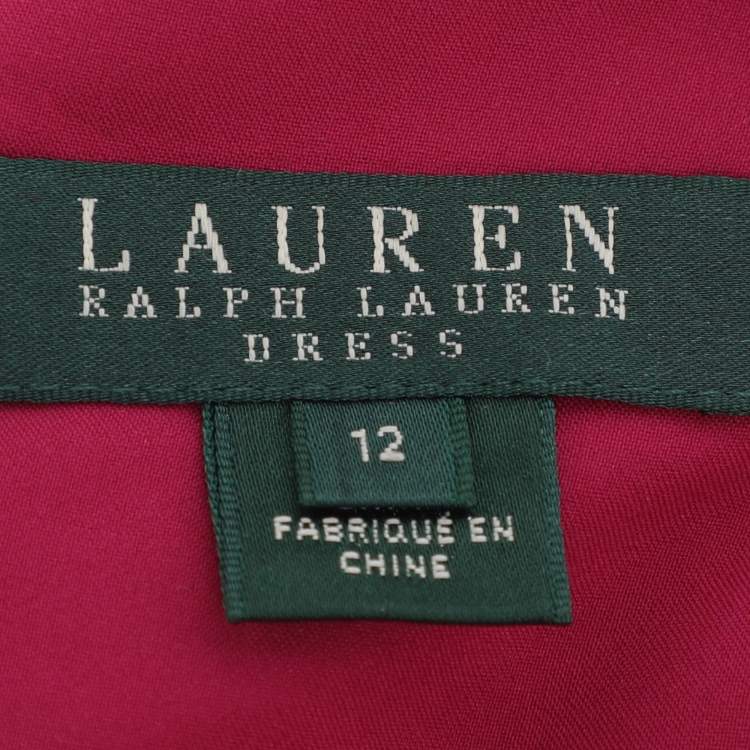 LAUREN
RALPH LAUREN
DRESS
12
FABRIQUÉ EN
CHINE